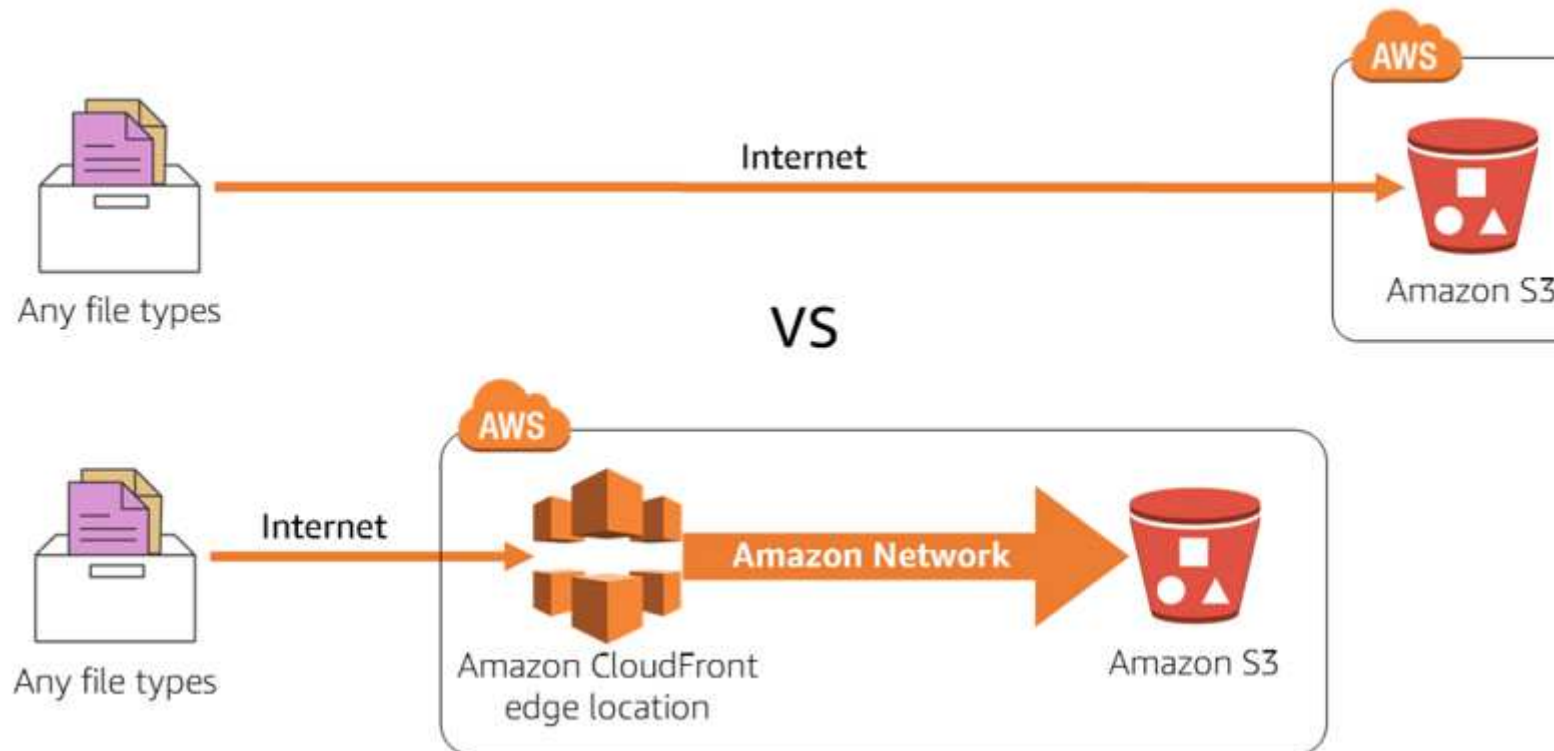 AWS
Internet
Any file types
Amazon S3
VS
AWS
Internet
Amazon Network
Any file types
Amazon CloudFront
edge location
Amazon S3